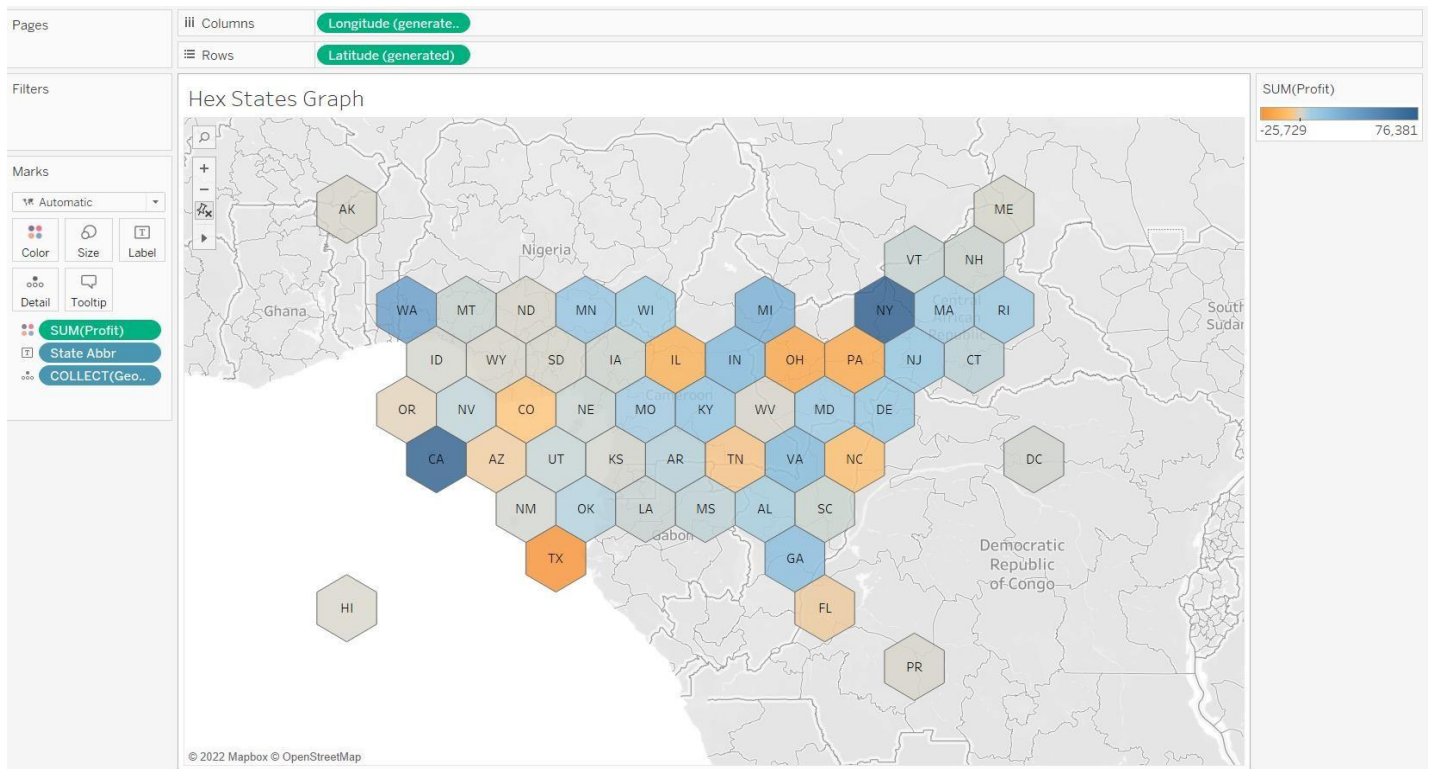 Pages
iii Columns
Longitude (generate..
Rows
Latitude (generated)
Filters
Hex States Graph
SUM(Profit)
-25,729 76,381
Marks
Automatic
Color Size Label
Detail Tooltip
SUM(Profit)
State Abbr
COLLECT(Geo..
AK ME
Nigeria
VT NH
Ghana
WA MT ND MN WI MI NY MA RI
Central
African
Republic
South
Sudan
ID WY SD IA IL IN OH PA NJ CT
Cameroon
OR NV CO NE MO KY WV MD DE
CA AZ UT KS AR TN VA NC DC
NM OK LA MS AL SC
Gabon
TX GA
Democratic
Republic
of Congo
HI FL
PR
© 2022 Mapbox © OpenStreetMap